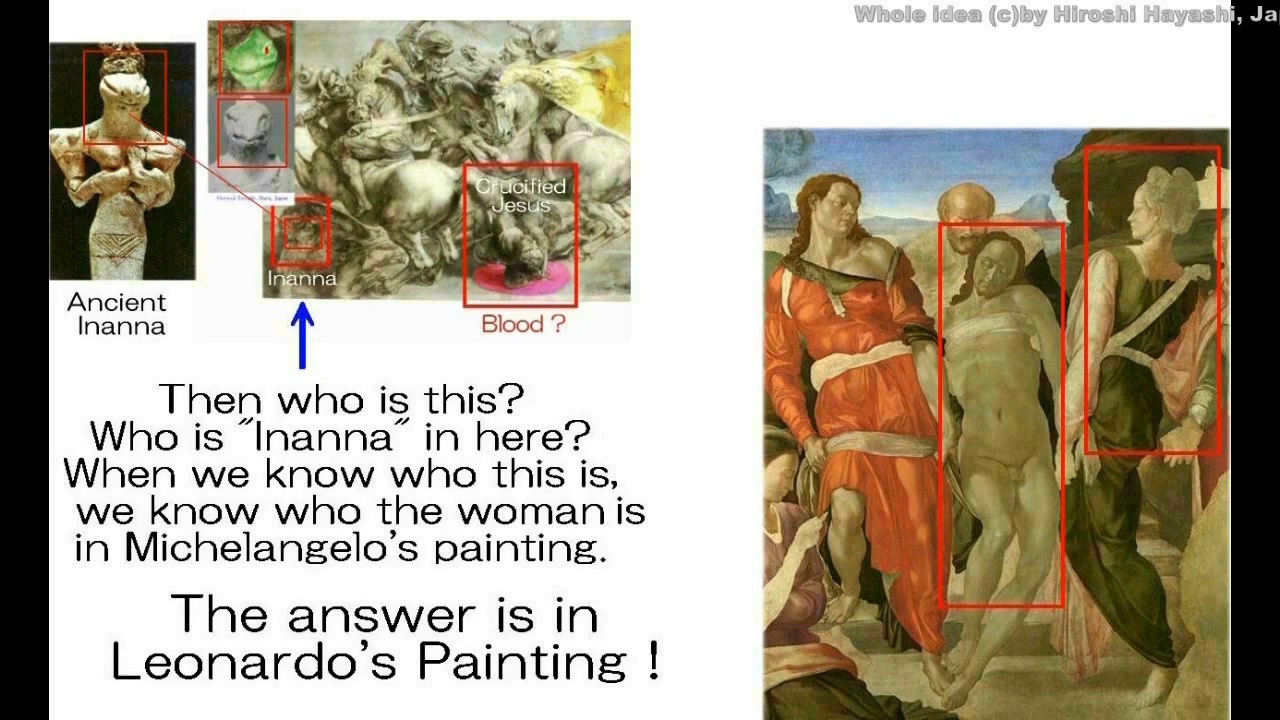 Whole idea (c)by Hiroshi Hayashi, Ja
Crucified
Jesus
Inanna
Ancient
Inanna
Blood ?
Then who is this?
Who is "Inanna" in here?
When we know who this is,
we know who the woman is
in Michelangelo's painting.
The answer is in
Leonardo's Painting !